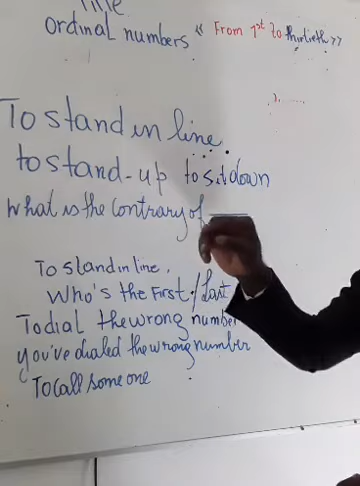 Title
ordinal numbers « From 1st to thirtieth »
To stand in line
to stand-up to sit down
What is the contrary of
To stand in line,
Who's the First / Last
To dial the wrong number
you've dialed the wrong number
To call some one